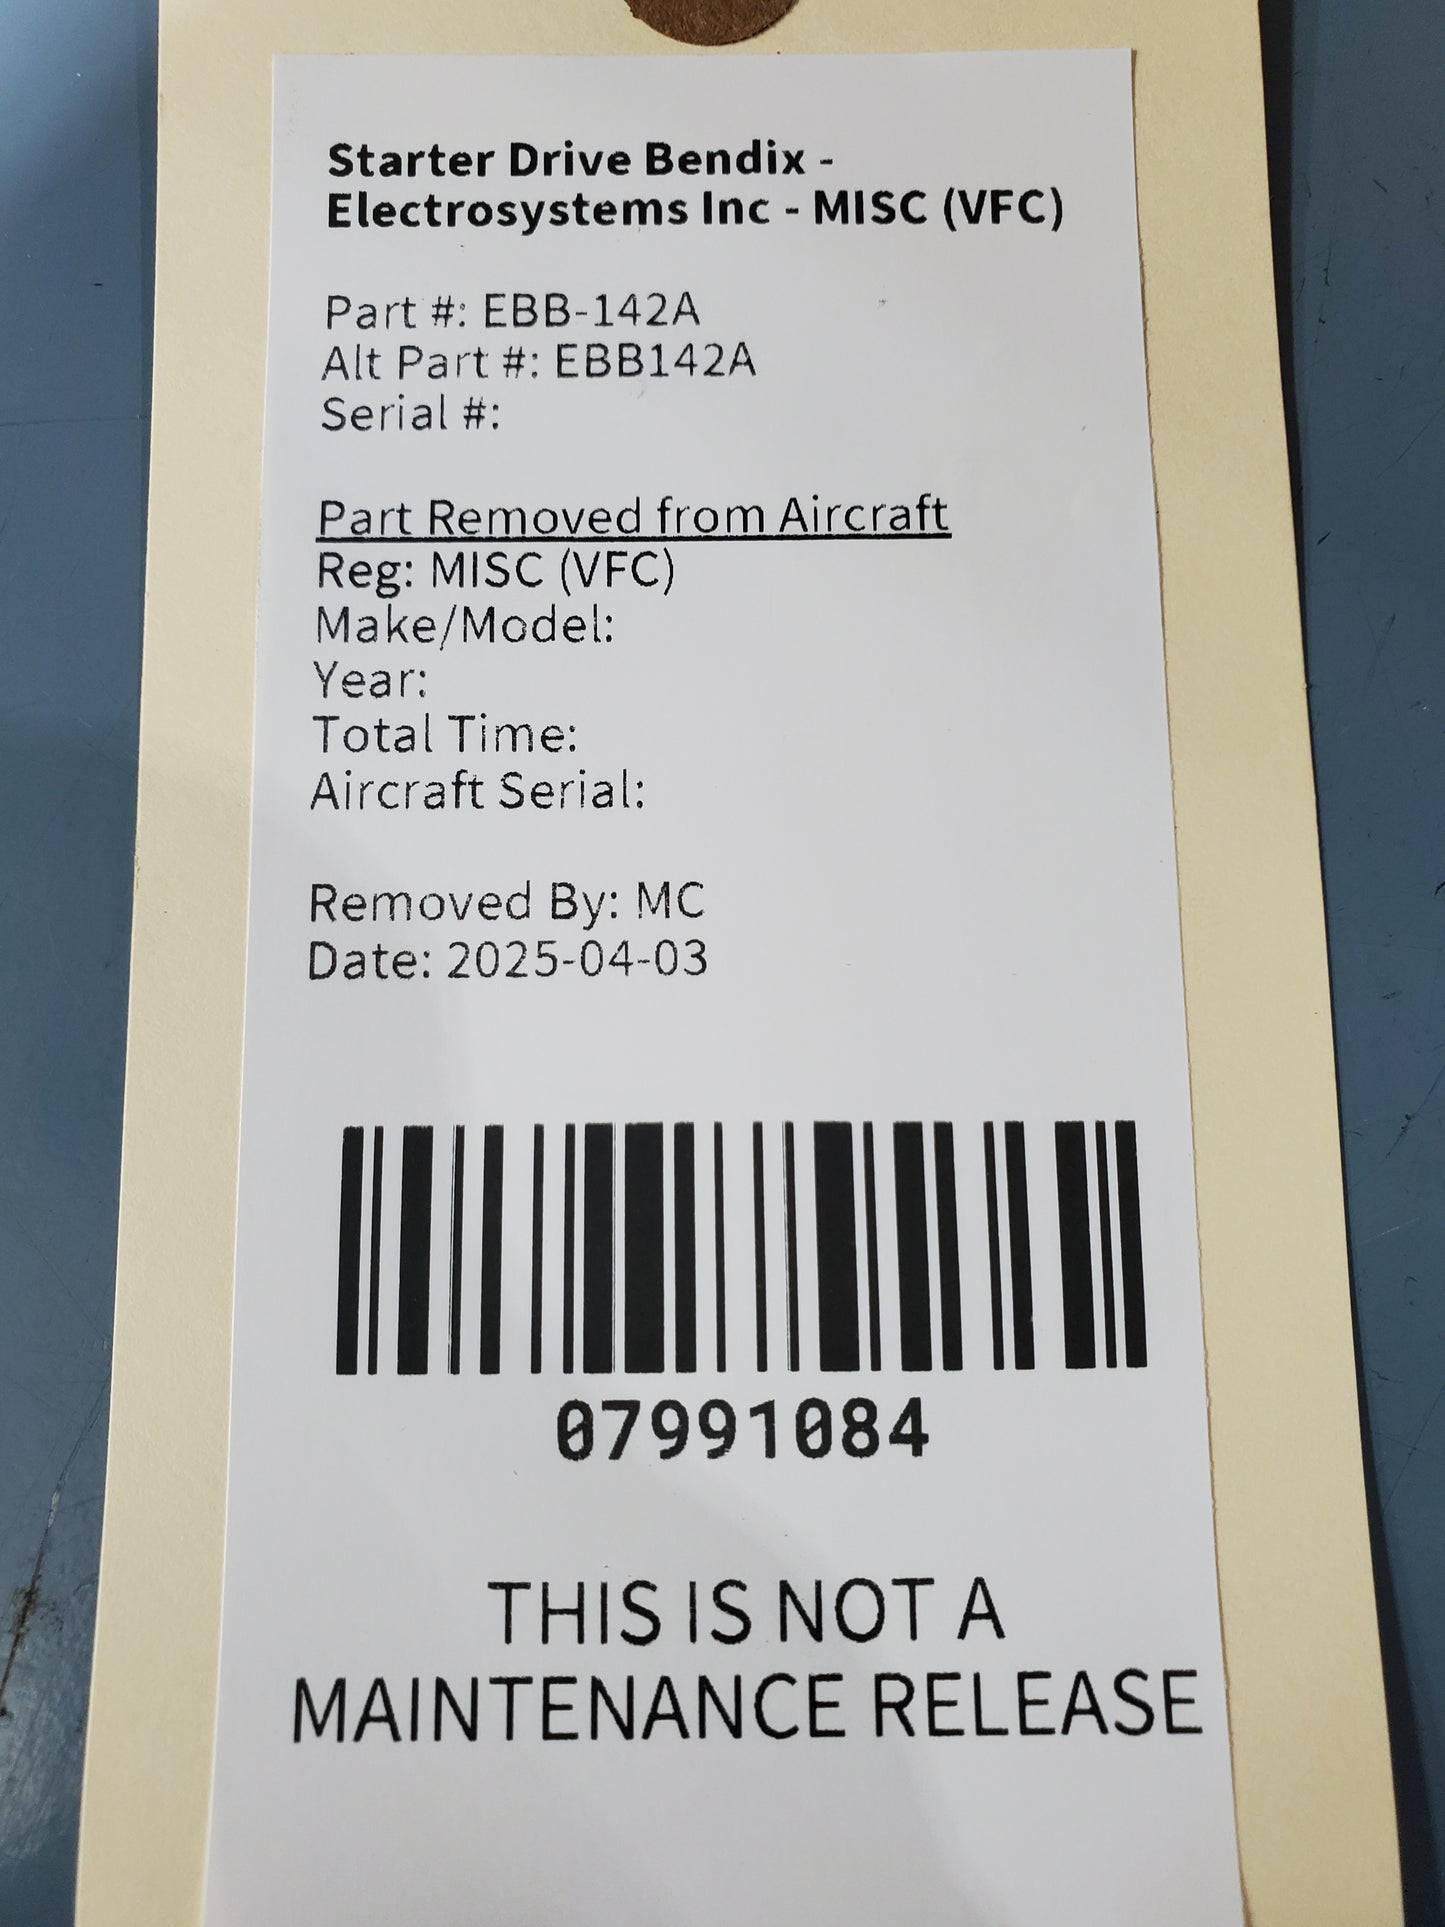 Starter Drive Bendix -
Electrosystems Inc - MISC (VFC)
Part #: EBB-142A
Alt Part #: EBB142A
Serial #:
Part Removed from Aircraft
Reg: MISC (VFC)
Make/Model:
Year:
Total Time:
Aircraft Serial:
Removed By: MC
Date: 2025-04-03
07991084
THIS IS NOT A
MAINTENANCE RELEASE